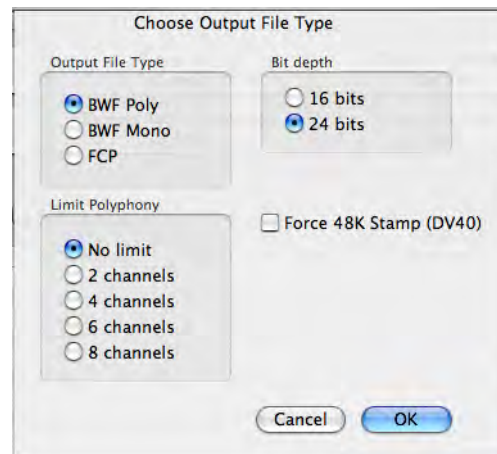 Choose Output File Type
Output File Type
BWF Poly
BWF Mono
FCP
Bit depth
16 bits
24 bits
Limit Polyphony
No limit
2 channels
4 channels
6 channels
8 channels
Force 48K Stamp (DV40)
Cancel
OK